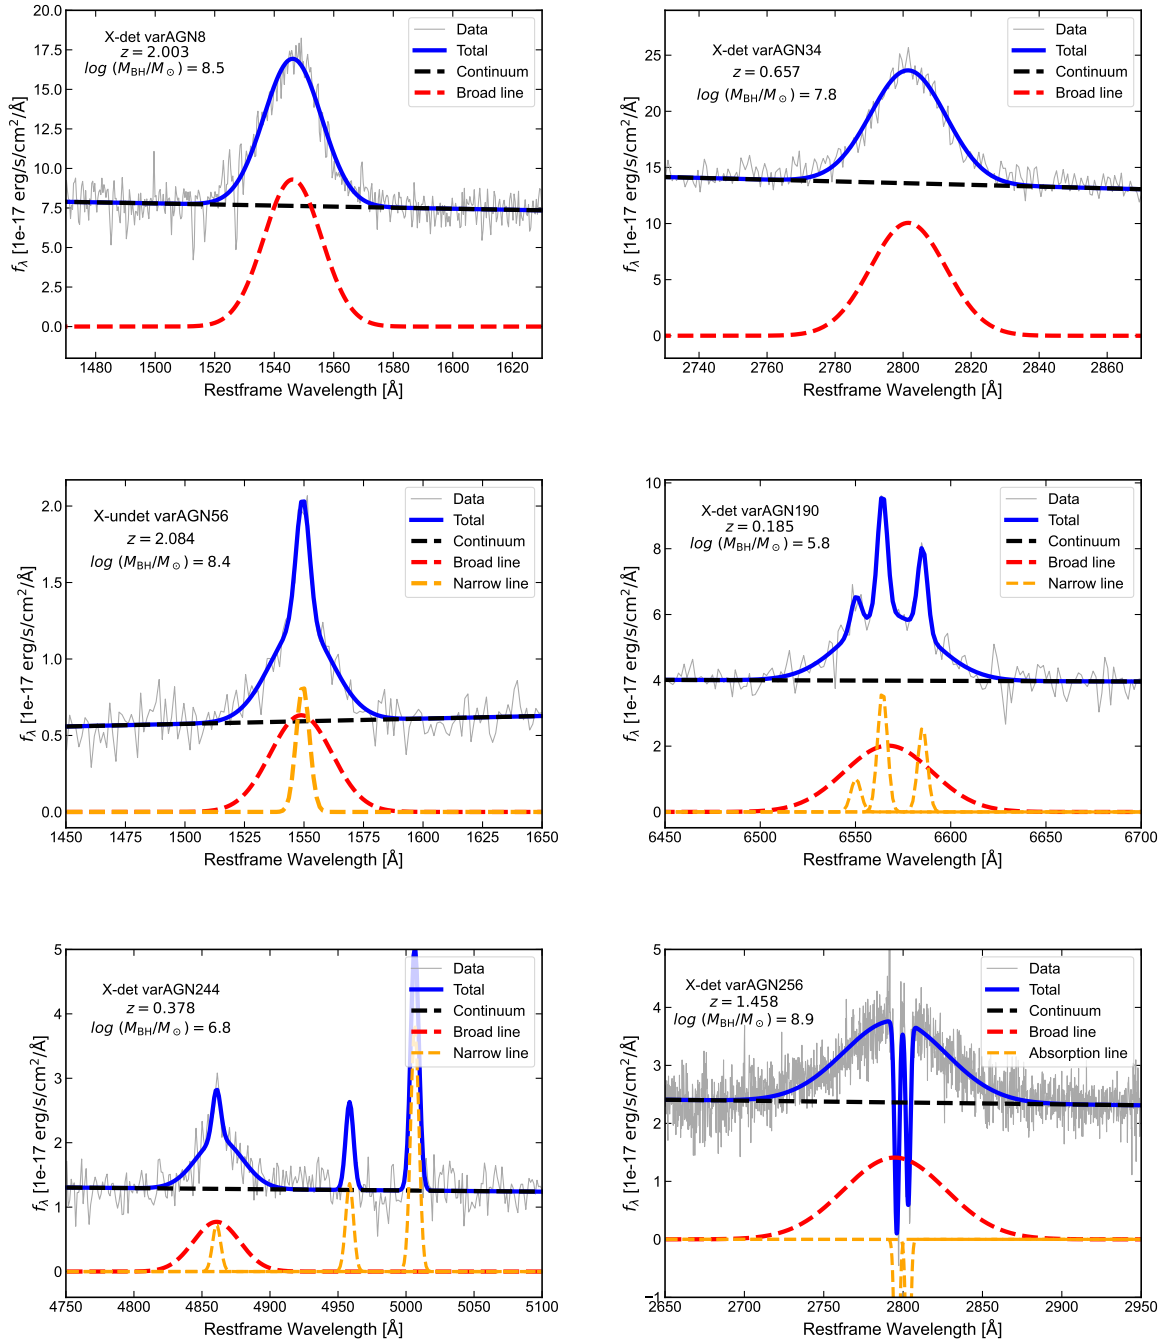 X-det varAGN8
z = 2.003
log (M_BH/M_⊙) = 8.5
Data
Total
Continuum
Broad line
20.0
17.5
15.0
12.5
10.0
7.5
5.0
2.5
0.0
f_λ [1e-17 erg/s/cm²/Å]
1480 1500 1520 1540 1560 1580 1600 1620
Restframe Wavelength [Å]
X-det varAGN34
z = 0.657
log (M_BH/M_⊙) = 7.8
Data
Total
Continuum
Broad line
25
20
15
10
5
0
f_λ [1e-17 erg/s/cm²/Å]
2740 2760 2780 2800 2820 2840 2860
Restframe Wavelength [Å]
X-undet varAGN56
z = 2.084
log (M_BH/M_⊙) = 8.4
Data
Total
Continuum
Broad line
Narrow line
2.0
1.5
1.0
0.5
0.0
f_λ [1e-17 erg/s/cm²/Å]
1450 1475 1500 1525 1550 1575 1600 1625 1650
Restframe Wavelength [Å]
X-det varAGN190
z = 0.185
log (M_BH/M_⊙) = 5.8
Data
Total
Continuum
Broad line
Narrow line
10
8
6
4
2
0
f_λ [1e-17 erg/s/cm²/Å]
6450 6500 6550 6600 6650 6700
Restframe Wavelength [Å]
X-det varAGN244
z = 0.378
log (M_BH/M_⊙) = 6.8
Data
Total
Continuum
Broad line
Narrow line
5
4
3
2
1
0
f_λ [1e-17 erg/s/cm²/Å]
4750 4800 4850 4900 4950 5000 5050 5100
Restframe Wavelength [Å]
X-det varAGN256
z = 1.458
log (M_BH/M_⊙) = 8.9
Data
Total
Continuum
Broad line
Absorption line
5
4
3
2
1
0
−1
f_λ [1e-17 erg/s/cm²/Å]
2650 2700 2750 2800 2850 2900 2950
Restframe Wavelength [Å]